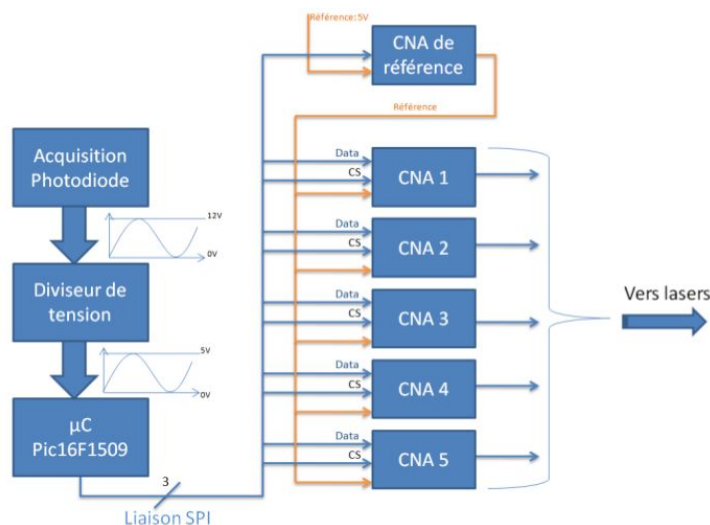 Référence: 5V
CNA de
référence
Référence
Acquisition
Photodiode
12V
0V
Diviseur de
tension
5V
0V
µC
Pic16F1509
3
Liaison SPI
Data
CS
CNA 1
Data
CS
CNA 2
Data
CS
CNA 3
Data
CS
CNA 4
Data
CS
CNA 5
Vers lasers